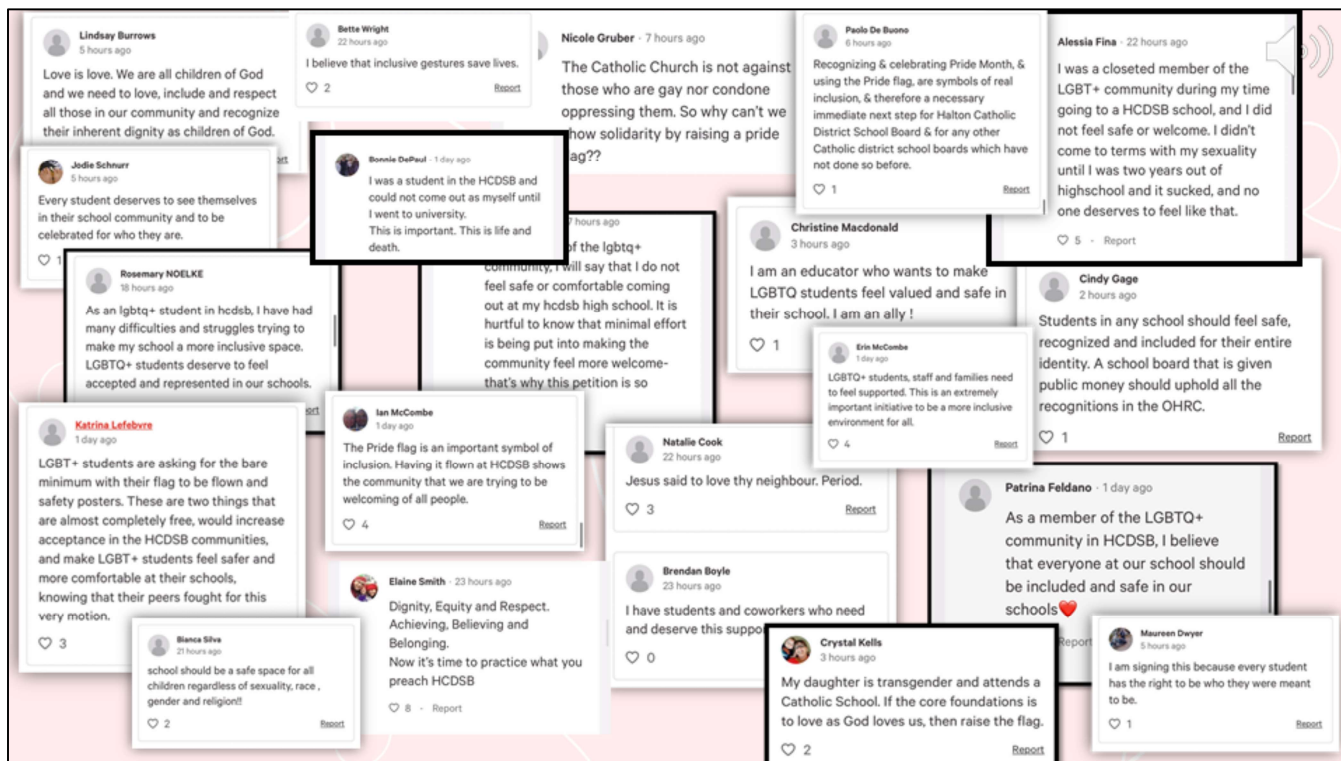 Lindsay Burrows
5 hours ago
Love is love. We are all children of God
and we need to love, include and respect
all those in our community and recognize
their inherent dignity as children of God.
Bette Wright
22 hours ago
I believe that inclusive gestures save lives.
2
Report
Nicole Gruber · 7 hours ago
The Catholic Church is not against
those who are gay nor condone
oppressing them. So why can't we
how solidarity by raising a pride
ag??
Paolo De Buono
6 hours ago
Recognizing & celebrating Pride Month, &
using the Pride flag, are symbols of real
inclusion, & therefore a necessary
immediate next step for Halton Catholic
District School Board & for any other
Catholic district school boards which have
not done so before.
1
Report
Alessia Fina · 22 hours ago
I was a closeted member of the
LGBT+ community during my time
going to a HCDSB school, and I did
not feel safe or welcome. I didn't
come to terms with my sexuality
until I was two years out of
highschool and it sucked, and no
one deserves to feel like that.
5 · Report
Jodie Schnurr
5 hours ago
Every student deserves to see themselves
in their school community and to be
celebrated for who they are.
1
Bonnie DePaul · 1 day ago
I was a student in the HCDSB and
could not come out as myself until
I went to university.
This is important. This is life and
death.
7 hours ago
of the lgbtq+
community, I will say that I do not
feel safe or comfortable coming
out at my hcdsb high school. It is
hurtful to know that minimal effort
is being put into making the
community feel more welcome-
that's why this petition is so
Christine Macdonald
3 hours ago
I am an educator who wants to make
LGBTQ students feel valued and safe in
their school. I am an ally !
1
Cindy Gage
2 hours ago
Students in any school should feel safe,
recognized and included for their entire
identity. A school board that is given
public money should uphold all the
recognitions in the OHRC.
1
Report
Rosemary NOELKE
18 hours ago
As an lgbtq+ student in hcdsb, I have had
many difficulties and struggles trying to
make my school a more inclusive space.
LGBTQ+ students deserve to feel
accepted and represented in our schools.
Erin McCombe
1 day ago
LGBTQ+ students, staff and families need
to feel supported. This is an extremely
important initiative to be a more inclusive
environment for all.
4
Report
Katrina Lefebvre
1 day ago
LGBT+ students are asking for the bare
minimum with their flag to be flown and
safety posters. These are two things that
are almost completely free, would increase
acceptance in the HCDSB communities,
and make LGBT+ students feel safer and
more comfortable at their schools,
knowing that their peers fought for this
very motion.
3
Ian McCombe
1 day ago
The Pride flag is an important symbol of
inclusion. Having it flown at HCDSB shows
the community that we are trying to be
welcoming of all people.
4
Report
Natalie Cook
22 hours ago
Jesus said to love thy neighbour. Period.
3
Report
Brendan Boyle
23 hours ago
I have students and coworkers who need
and deserve this suppo
0
Patrina Feldano · 1 day ago
As a member of the LGBTQ+
community in HCDSB, I believe
that everyone at our school should
be included and safe in our
schools❤️
Report
Elaine Smith · 23 hours ago
Dignity, Equity and Respect.
Achieving, Believing and
Belonging.
Now it's time to practice what you
preach HCDSB
8 · Report
Bianca Silva
21 hours ago
school should be a safe space for all
children regardless of sexuality, race ,
gender and religion!!
2
Report
Crystal Kells
3 hours ago
My daughter is transgender and attends a
Catholic School. If the core foundations is
to love as God loves us, then raise the flag.
2
Report
Maureen Dwyer
5 hours ago
I am signing this because every student
has the right to be who they were meant
to be.
1
Report